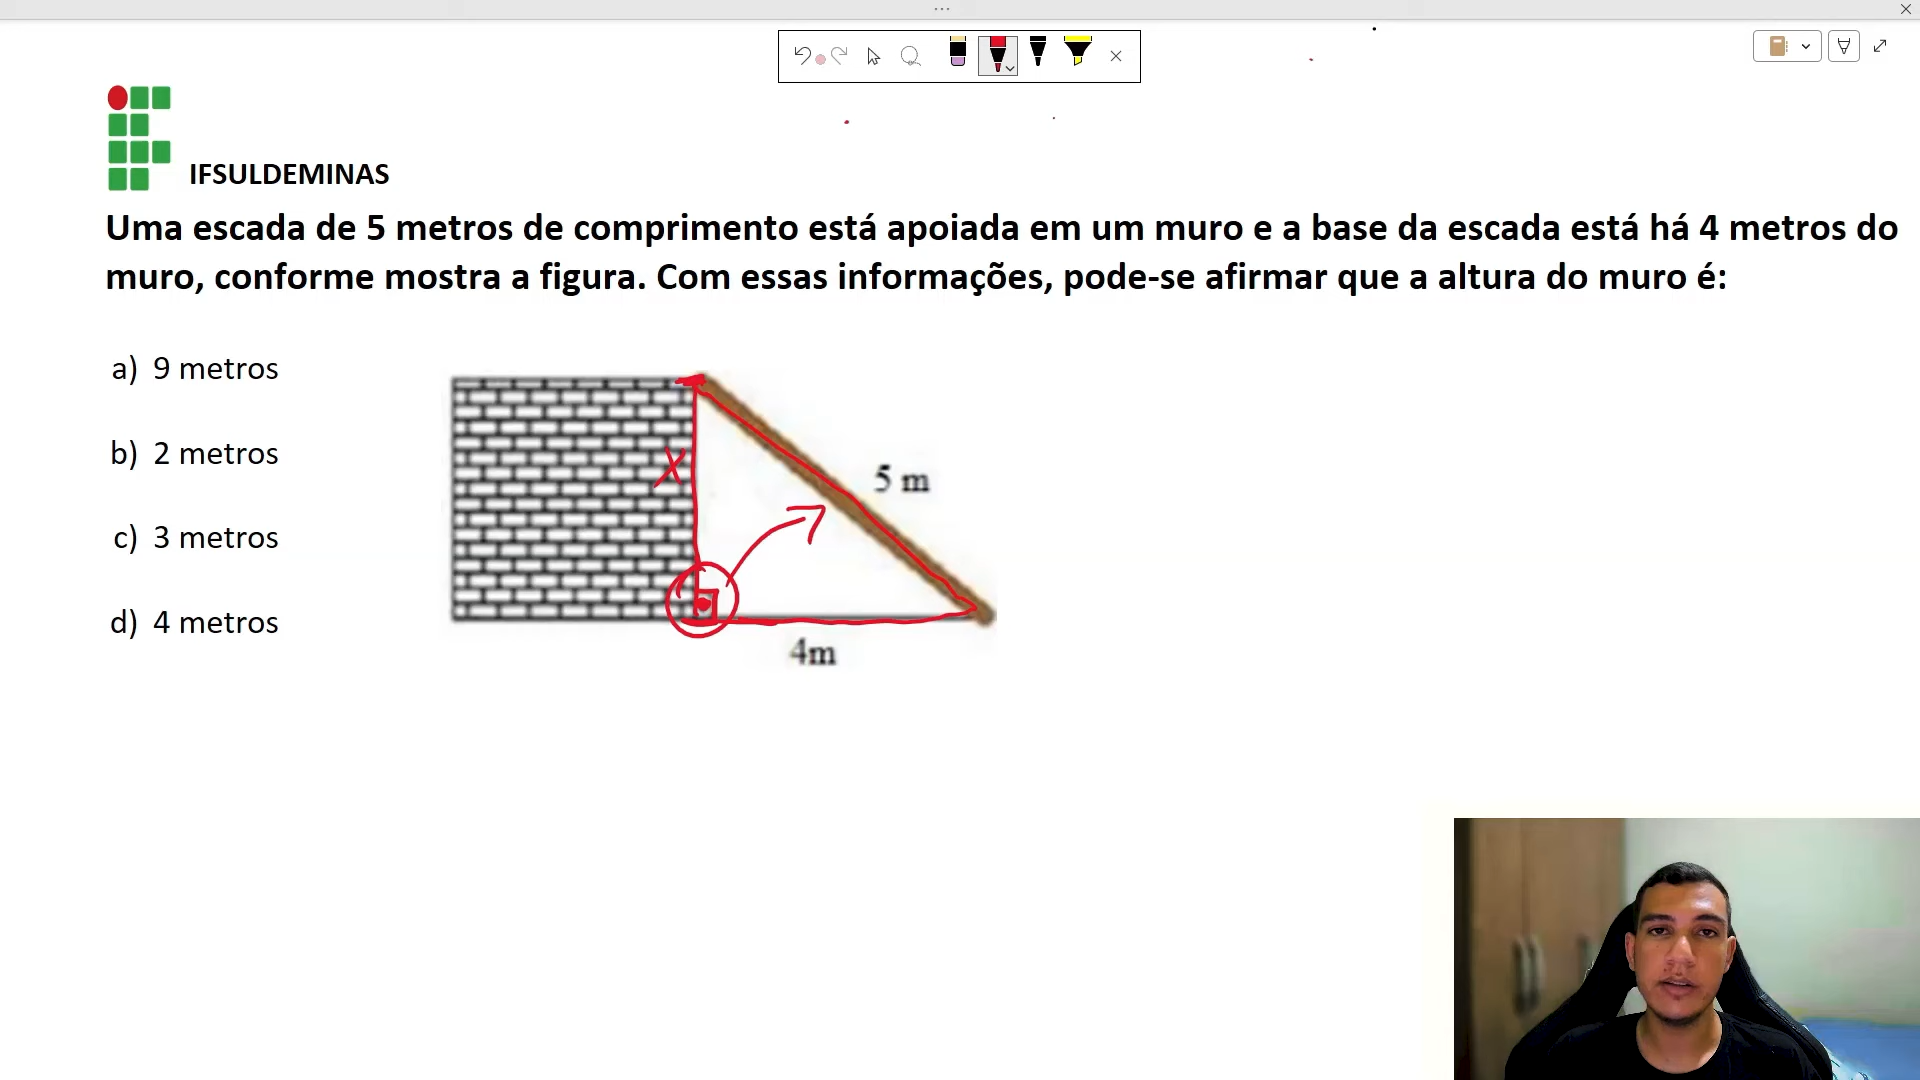 IFSULDEMINAS
Uma escada de 5 metros de comprimento está apoiada em um muro e a base da escada está há 4 metros do
muro, conforme mostra a figura. Com essas informações, pode-se afirmar que a altura do muro é:
a) 9 metros
b) 2 metros
c) 3 metros
d) 4 metros
X
5 m
4m